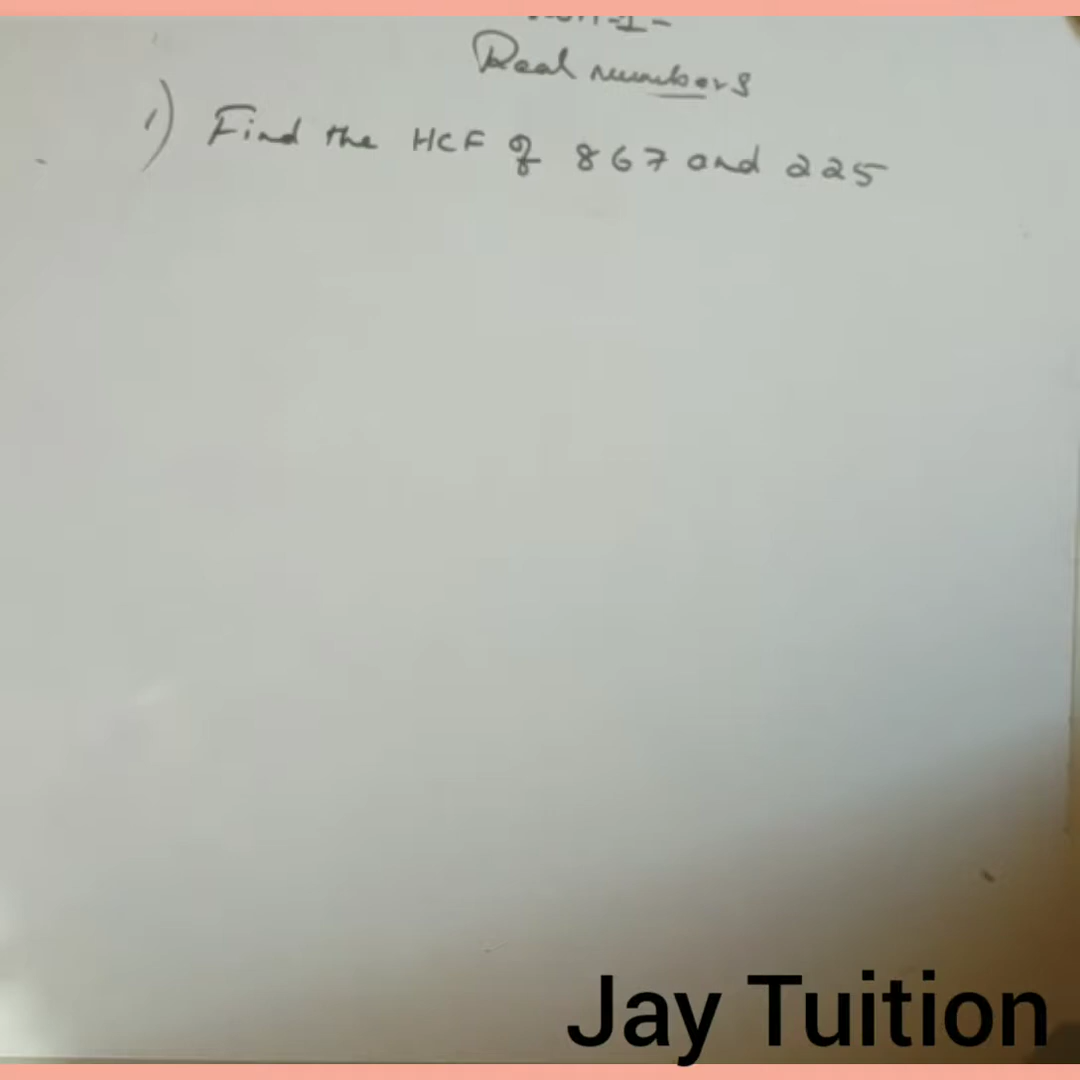 Real numbers
1) Find the HCF of 867 and 225
Jay Tuition